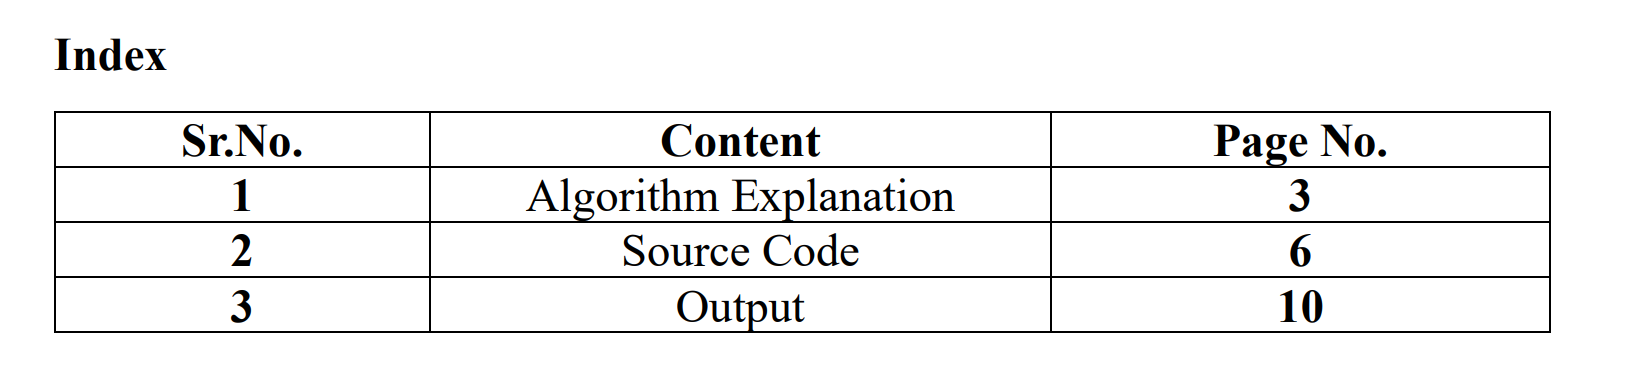 Index
Sr.No. Content Page No.
1 Algorithm Explanation 3
2 Source Code 6
3 Output 10